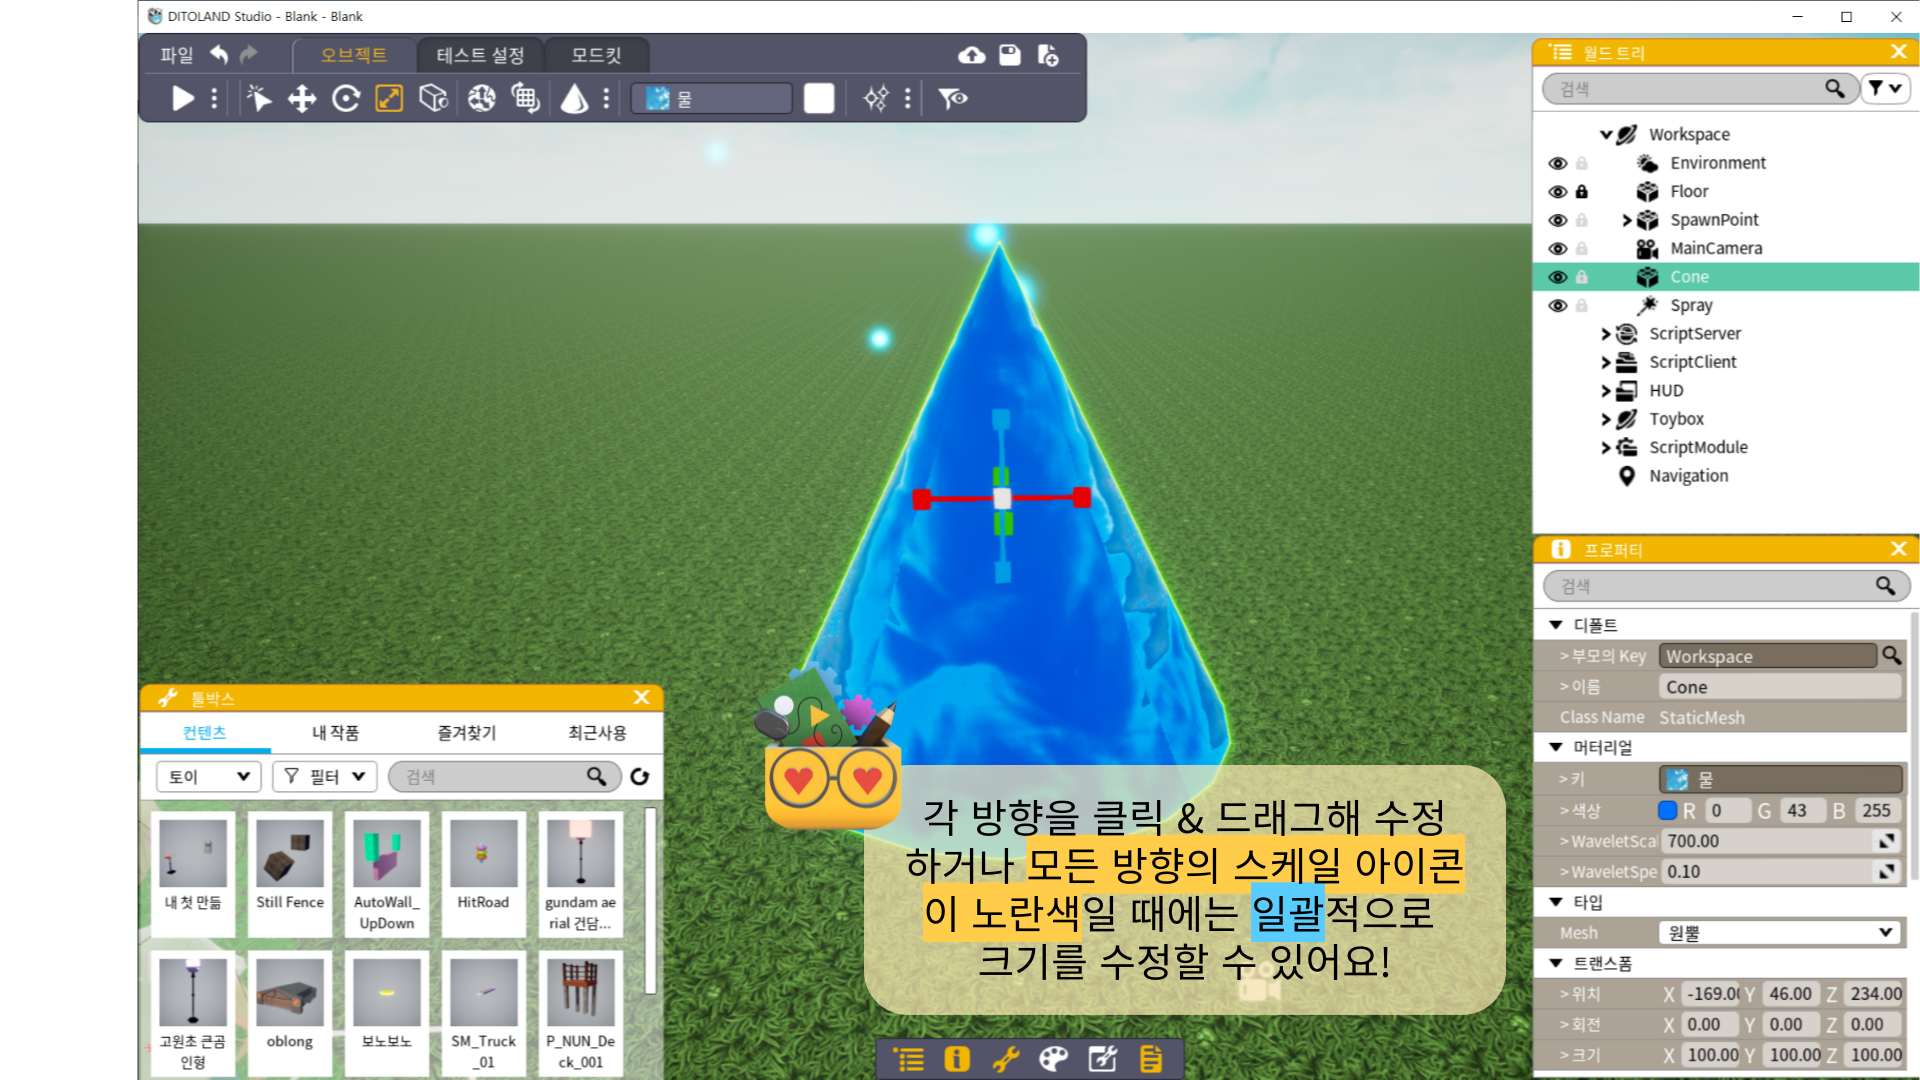 DITOLAND Studio - Blank - Blank
파일
오브젝트
테스트 설정
모드킷
물
월드 트리
검색
Workspace
Environment
Floor
SpawnPoint
MainCamera
Cone
Spray
ScriptServer
ScriptClient
HUD
Toybox
ScriptModule
Navigation
프로퍼티
검색
디폴트
> 부모의 Key Workspace
> 이름 Cone
Class Name StaticMesh
머터리얼
> 키 물
> 색상 R 0 G 43 B 255
> WaveletSca 700.00
> WaveletSpe 0.10
타입
Mesh 원뿔
트랜스폼
> 위치 X -169.0( Y 46.00 Z 234.00
> 회전 X 0.00 Y 0.00 Z 0.00
> 크기 X 100.00 Y 100.00 Z 100.00
툴박스
컨텐츠 내 작품 즐겨찾기 최근사용
토이 필터 검색
내 첫 만듦
Still Fence
AutoWall_
UpDown
HitRoad
gundam ae
rial 건담...
고원초 큰곰
인형
oblong
보노보노
SM_Truck
_01
P_NUN_De
ck_001
각 방향을 클릭 & 드래그해 수정
하거나 모든 방향의 스케일 아이콘
이 노란색일 때에는 일괄적으로
크기를 수정할 수 있어요!